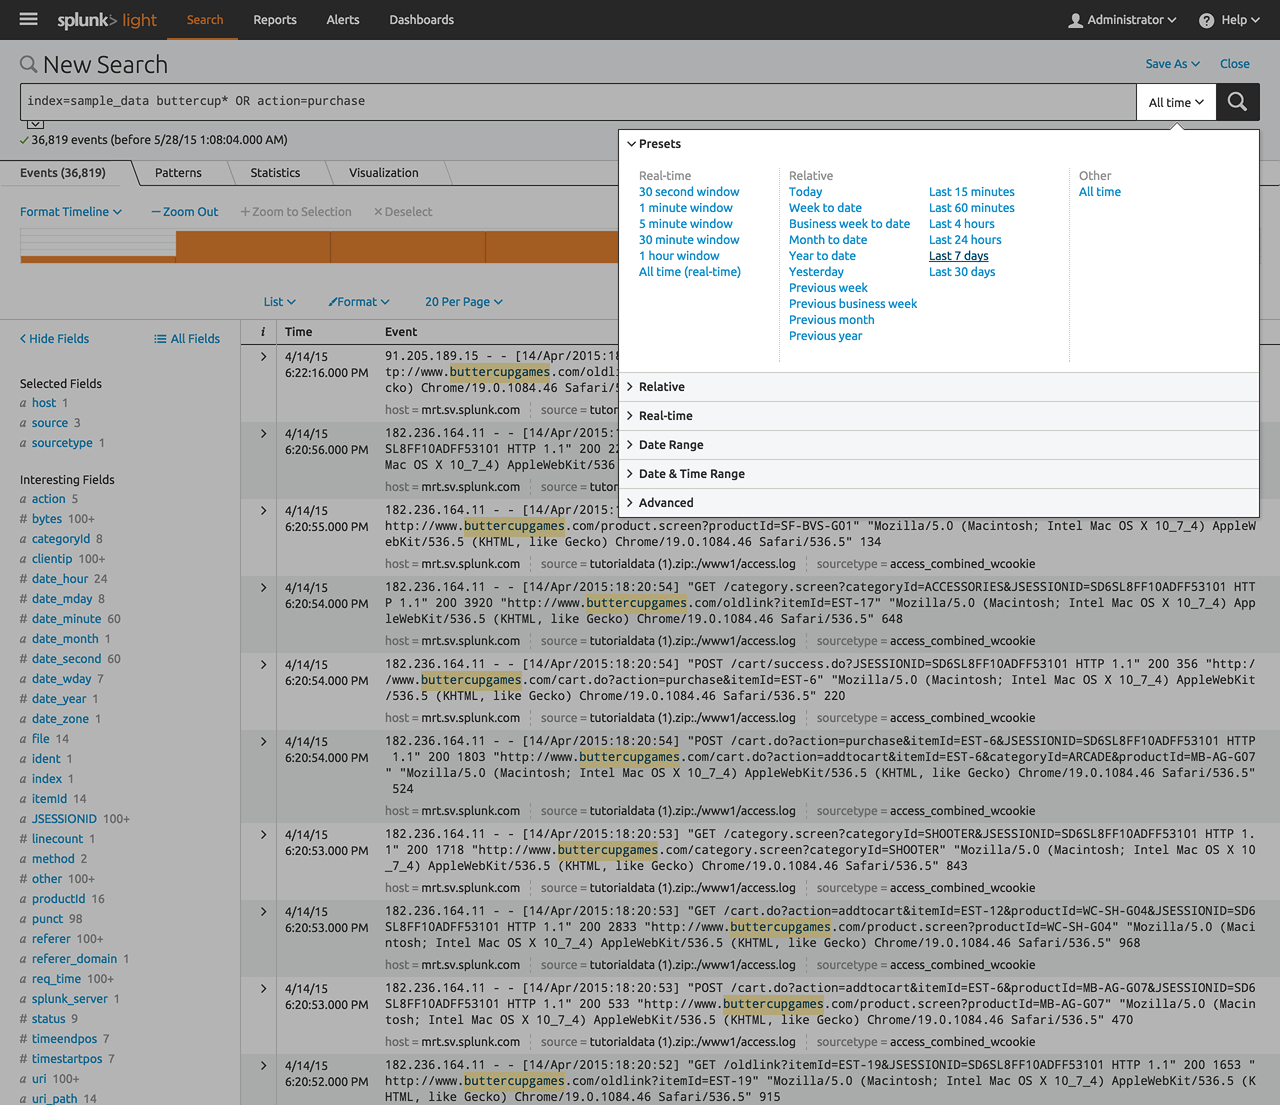 splunk> light Search Reports Alerts Dashboards Administrator ? Help
New Search Save As Close
index=sample_data buttercup* OR action=purchase All time
36,819 events (before 5/28/15 1:08:04.000 AM)
Events (36,819) Patterns Statistics Visualization
Format Timeline — Zoom Out + Zoom to Selection × Deselect
Presets
Real-time
30 second window
1 minute window
5 minute window
30 minute window
1 hour window
All time (real-time)
Relative
Today
Week to date
Business week to date
Month to date
Year to date
Yesterday
Previous week
Previous business week
Previous month
Previous year
Last 15 minutes
Last 60 minutes
Last 4 hours
Last 24 hours
Last 7 days
Last 30 days
Other
All time
> Relative
> Real-time
> Date Range
> Date & Time Range
> Advanced
List Format 20 Per Page
< Hide Fields All Fields
Selected Fields
a host 1
a source 3
a sourcetype 1
Interesting Fields
a action 5
# bytes 100+
a categoryId 8
a clientip 100+
# date_hour 24
# date_mday 8
# date_minute 60
a date_month 1
# date_second 60
a date_wday 7
# date_year 1
a date_zone 1
a file 14
a ident 1
a index 1
a itemId 14
a JSESSIONID 100+
# linecount 1
a method 2
# other 100+
a productId 16
a punct 98
a referer 100+
a referer_domain 1
a req_time 100+
a splunk_server 1
# status 9
# timeendpos 7
# timestartpos 7
a uri 100+
a uri_path 14
i Time Event
> 4/14/15
6:22:16.000 PM
91.205.189.15 - - [14/Apr/2015:18
tp://www.buttercupgames.com/oldli
cko) Chrome/19.0.1084.46 Safari/5
host = mrt.sv.splunk.com source = tutor
> 4/14/15
6:20:56.000 PM
182.236.164.11 - - [14/Apr/2015:1
SL8FF10ADFF53101 HTTP 1.1" 200 22
Mac OS X 10_7_4) AppleWebKit/536
host = mrt.sv.splunk.com source = tutor
> 4/14/15
6:20:55.000 PM
182.236.164.11 - - [14/Apr/2015:1
http://www.buttercupgames.com/product.screen?productId=SF-BVS-G01" "Mozilla/5.0 (Macintosh; Intel Mac OS X 10_7_4) AppleW
ebKit/536.5 (KHTML, like Gecko) Chrome/19.0.1084.46 Safari/536.5" 134
host = mrt.sv.splunk.com source = tutorialdata (1).zip:./www1/access.log sourcetype = access_combined_wcookie
> 4/14/15
6:20:54.000 PM
182.236.164.11 - - [14/Apr/2015:18:20:54] "GET /category.screen?categoryId=ACCESSORIES&JSESSIONID=SD6SL8FF10ADFF53101 HTT
P 1.1" 200 3920 "http://www.buttercupgames.com/oldlink?itemId=EST-17" "Mozilla/5.0 (Macintosh; Intel Mac OS X 10_7_4) App
leWebKit/536.5 (KHTML, like Gecko) Chrome/19.0.1084.46 Safari/536.5" 648
host = mrt.sv.splunk.com source = tutorialdata (1).zip:./www1/access.log sourcetype = access_combined_wcookie
> 4/14/15
6:20:54.000 PM
182.236.164.11 - - [14/Apr/2015:18:20:54] "POST /cart/success.do?JSESSIONID=SD6SL8FF10ADFF53101 HTTP 1.1" 200 356 "http:/
/www.buttercupgames.com/cart.do?action=purchase&itemId=EST-6" "Mozilla/5.0 (Macintosh; Intel Mac OS X 10_7_4) AppleWebKit
/536.5 (KHTML, like Gecko) Chrome/19.0.1084.46 Safari/536.5" 220
host = mrt.sv.splunk.com source = tutorialdata (1).zip:./www1/access.log sourcetype = access_combined_wcookie
> 4/14/15
6:20:54.000 PM
182.236.164.11 - - [14/Apr/2015:18:20:54] "POST /cart.do?action=purchase&itemId=EST-6&JSESSIONID=SD6SL8FF10ADFF53101 HTTP
1.1" 200 1803 "http://www.buttercupgames.com/cart.do?action=addtocart&itemId=EST-6&categoryId=ARCADE&productId=MB-AG-G07
" "Mozilla/5.0 (Macintosh; Intel Mac OS X 10_7_4) AppleWebKit/536.5 (KHTML, like Gecko) Chrome/19.0.1084.46 Safari/536.5"
524
host = mrt.sv.splunk.com source = tutorialdata (1).zip:./www1/access.log sourcetype = access_combined_wcookie
> 4/14/15
6:20:53.000 PM
182.236.164.11 - - [14/Apr/2015:18:20:53] "GET /category.screen?categoryId=SHOOTER&JSESSIONID=SD6SL8FF10ADFF53101 HTTP 1.
1" 200 1718 "http://www.buttercupgames.com/category.screen?categoryId=SHOOTER" "Mozilla/5.0 (Macintosh; Intel Mac OS X 10
_7_4) AppleWebKit/536.5 (KHTML, like Gecko) Chrome/19.0.1084.46 Safari/536.5" 843
host = mrt.sv.splunk.com source = tutorialdata (1).zip:./www1/access.log sourcetype = access_combined_wcookie
> 4/14/15
6:20:53.000 PM
182.236.164.11 - - [14/Apr/2015:18:20:53] "GET /cart.do?action=addtocart&itemId=EST-12&productId=WC-SH-G04&JSESSIONID=SD6
SL8FF10ADFF53101 HTTP 1.1" 200 2833 "http://www.buttercupgames.com/product.screen?productId=WC-SH-G04" "Mozilla/5.0 (Maci
ntosh; Intel Mac OS X 10_7_4) AppleWebKit/536.5 (KHTML, like Gecko) Chrome/19.0.1084.46 Safari/536.5" 968
host = mrt.sv.splunk.com source = tutorialdata (1).zip:./www1/access.log sourcetype = access_combined_wcookie
> 4/14/15
6:20:53.000 PM
182.236.164.11 - - [14/Apr/2015:18:20:53] "POST /cart.do?action=addtocart&itemId=EST-6&productId=MB-AG-G07&JSESSIONID=SD6
SL8FF10ADFF53101 HTTP 1.1" 200 533 "http://www.buttercupgames.com/product.screen?productId=MB-AG-G07" "Mozilla/5.0 (Macin
tosh; Intel Mac OS X 10_7_4) AppleWebKit/536.5 (KHTML, like Gecko) Chrome/19.0.1084.46 Safari/536.5" 470
host = mrt.sv.splunk.com source = tutorialdata (1).zip:./www1/access.log sourcetype = access_combined_wcookie
> 4/14/15
6:20:52.000 PM
182.236.164.11 - - [14/Apr/2015:18:20:52] "GET /oldlink?itemId=EST-19&JSESSIONID=SD6SL8FF10ADFF53101 HTTP 1.1" 200 1653 "
http://www.buttercupgames.com/oldlink?itemId=EST-19" "Mozilla/5.0 (Macintosh; Intel Mac OS X 10_7_4) AppleWebKit/536.5 (K
HTML, like Gecko) Chrome/19.0.1084.46 Safari/536.5" 915